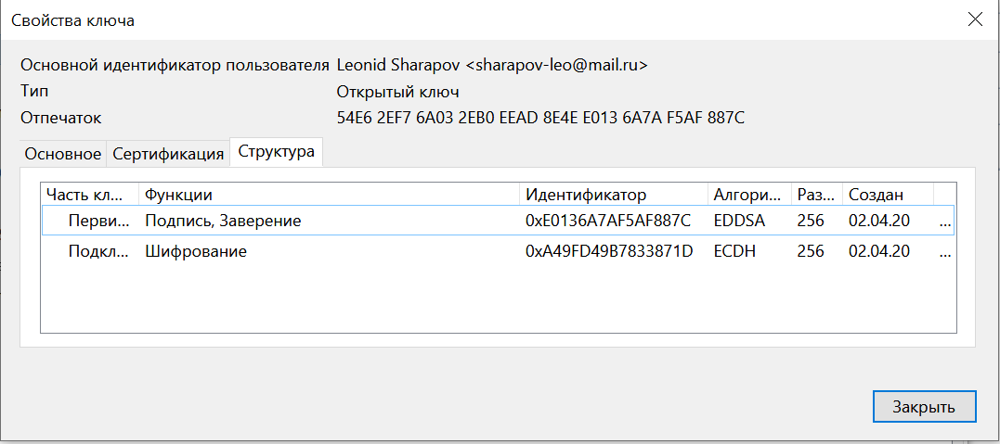 Свойства ключа
Основной идентификатор пользователя Leonid Sharapov <sharapov-leo@mail.ru>
Тип Открытый ключ
Отпечаток 54E6 2EF7 6A03 2EB0 EEAD 8E4E E013 6A7A F5AF 887C
Основное Сертификация Структура
Часть кл... Функции Идентификатор Алгори... Раз... Создан
Перви... Подпись, Заверение 0xE0136A7AF5AF887C EDDSA 256 02.04.20 ...
Подкл... Шифрование 0xA49FD49B7833871D ECDH 256 02.04.20 ...
Закрыть